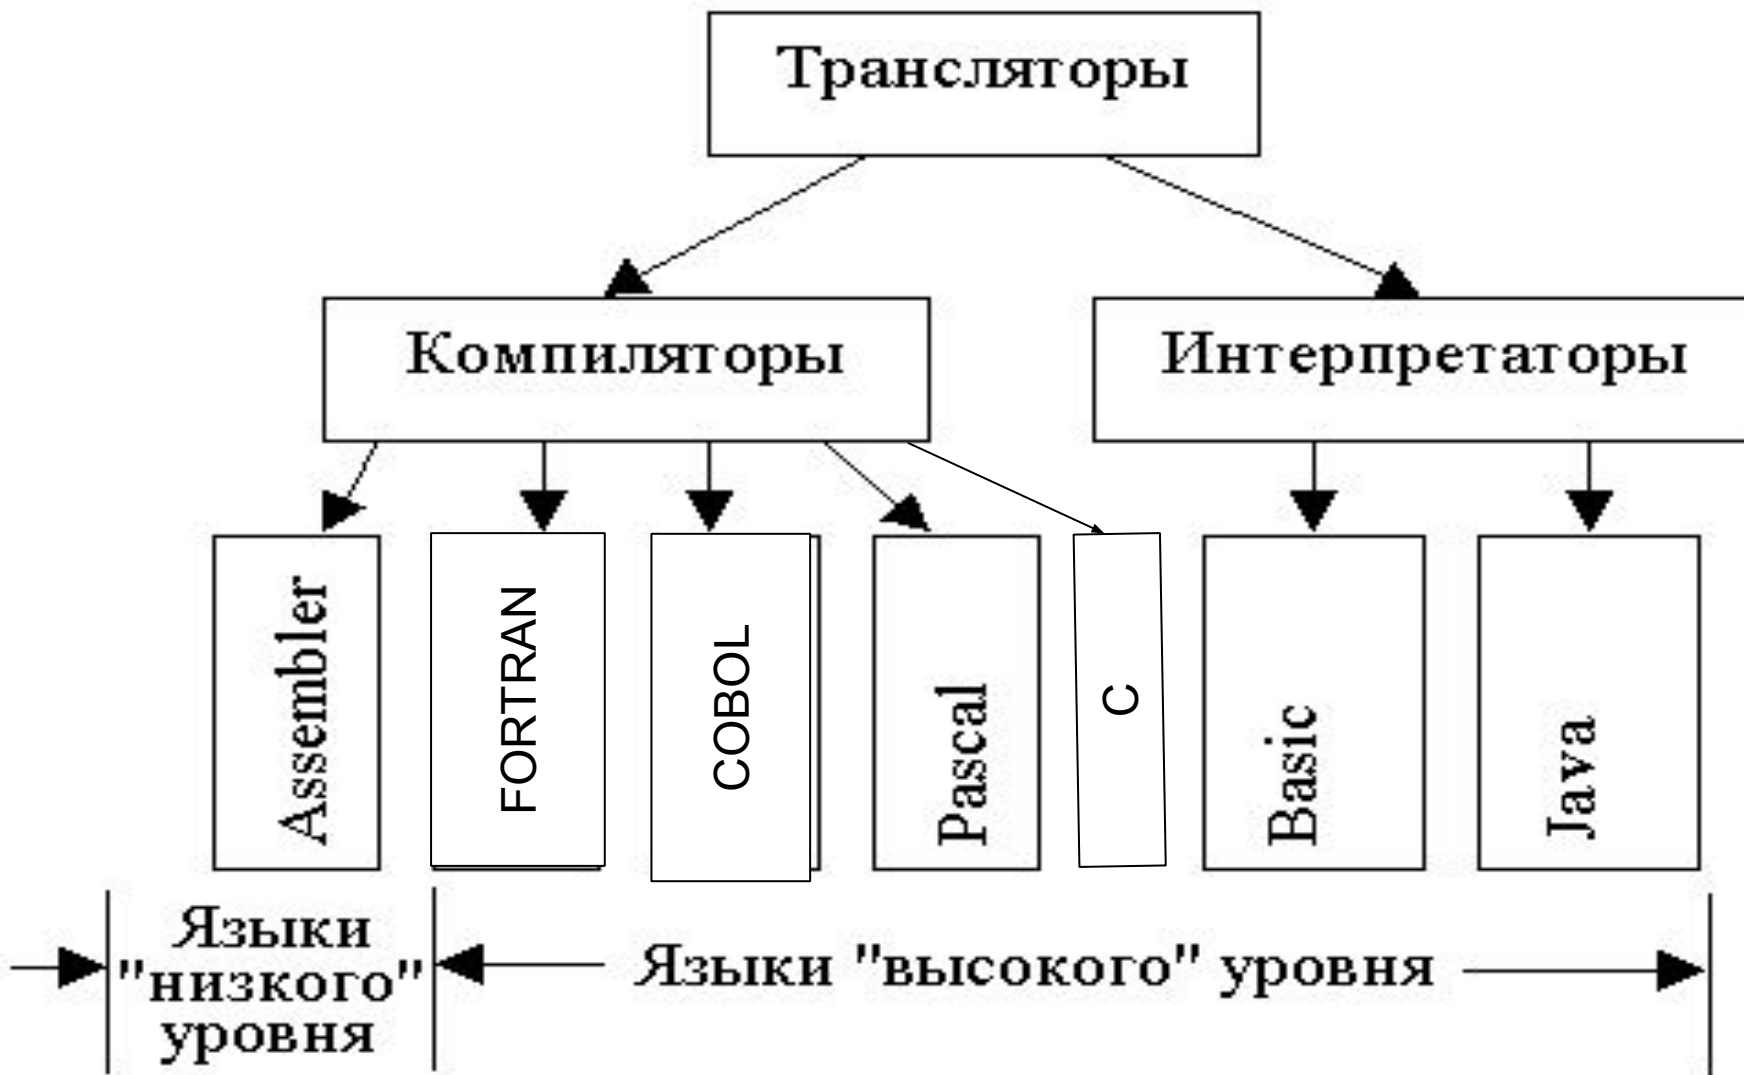 Трансляторы
Компиляторы
Интерпретаторы
Assembler
FORTRAN
COBOL
Pascal
C
Basic
Java
Языки
"низкого"
уровня
Языки "высокого" уровня